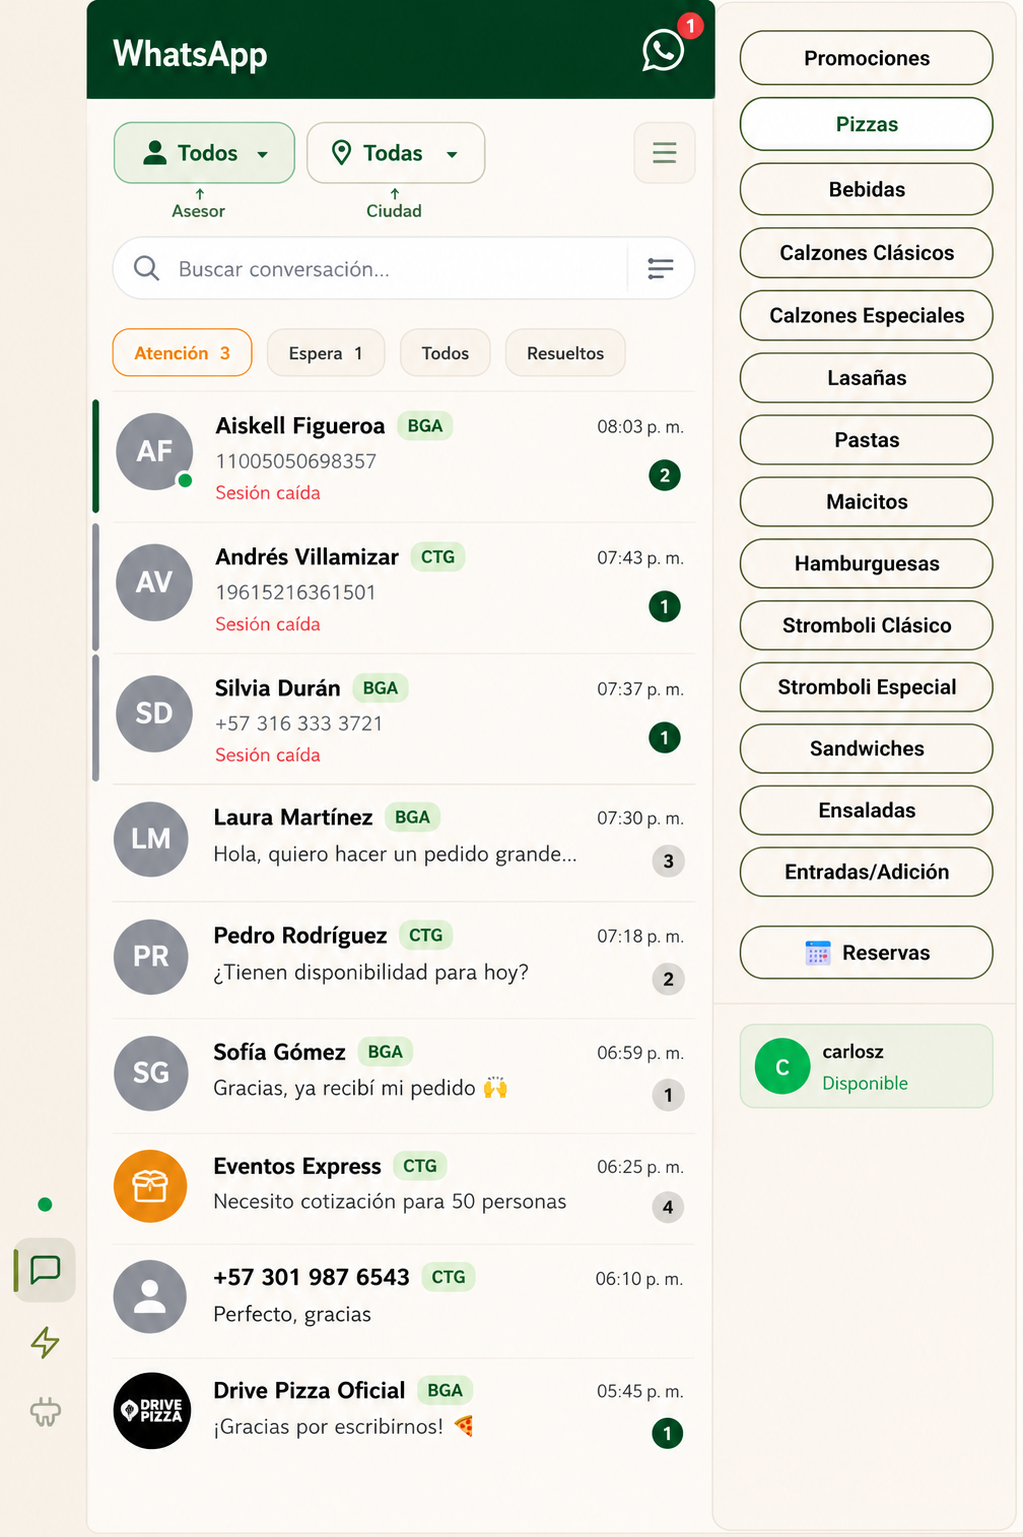 WhatsApp
1
Todos
Todas
Asesor
Ciudad
Buscar conversación...
Atención 3
Espera 1
Todos
Resueltos
AF
Aiskell Figueroa BGA
08:03 p. m.
11005050698357
2
Sesión caída
AV
Andrés Villamizar CTG
07:43 p. m.
19615216361501
1
Sesión caída
SD
Silvia Durán BGA
07:37 p. m.
+57 316 333 3721
1
Sesión caída
LM
Laura Martínez BGA
07:30 p. m.
Hola, quiero hacer un pedido grande...
3
PR
Pedro Rodríguez CTG
07:18 p. m.
¿Tienen disponibilidad para hoy?
2
SG
Sofía Gómez BGA
06:59 p. m.
Gracias, ya recibí mi pedido 🙌
1
Eventos Express CTG
06:25 p. m.
Necesito cotización para 50 personas
4
+57 301 987 6543 CTG
06:10 p. m.
Perfecto, gracias
DRIVE
PIZZA
Drive Pizza Oficial BGA
05:45 p. m.
¡Gracias por escribirnos! 🍕
1
Promociones
Pizzas
Bebidas
Calzones Clásicos
Calzones Especiales
Lasañas
Pastas
Maicitos
Hamburguesas
Stromboli Clásico
Stromboli Especial
Sandwiches
Ensaladas
Entradas/Adición
Reservas
C
carlosz
Disponible